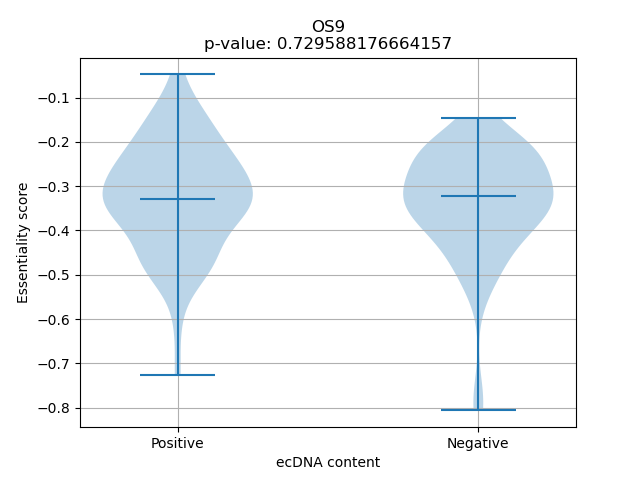 OS9
p-value: 0.729588176664157
Essentiality score
−0.1
−0.2
−0.3
−0.4
−0.5
−0.6
−0.7
−0.8
Positive
Negative
ecDNA content